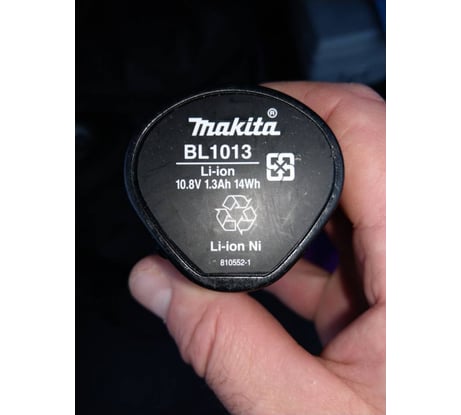 makita®
BL1013
Li-ion
10.8V 1.3Ah 14Wh
Li-ion Ni
810552-1